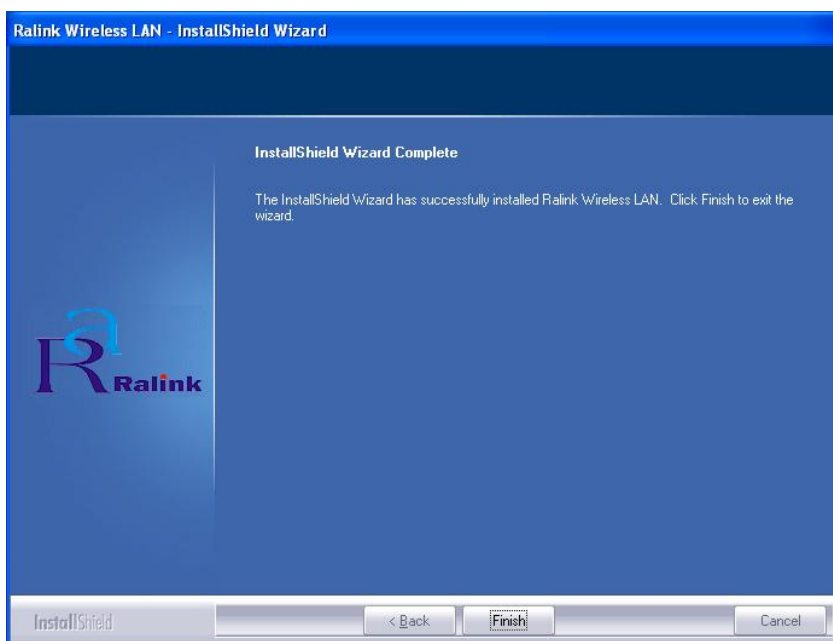 Ralink Wireless LAN - InstallShield Wizard
InstallShield Wizard Complete
The InstallShield Wizard has successfully installed Ralink Wireless LAN. Click Finish to exit the
wizard.
Ra
Ralink
InstallShield
< Back
Finish
Cancel